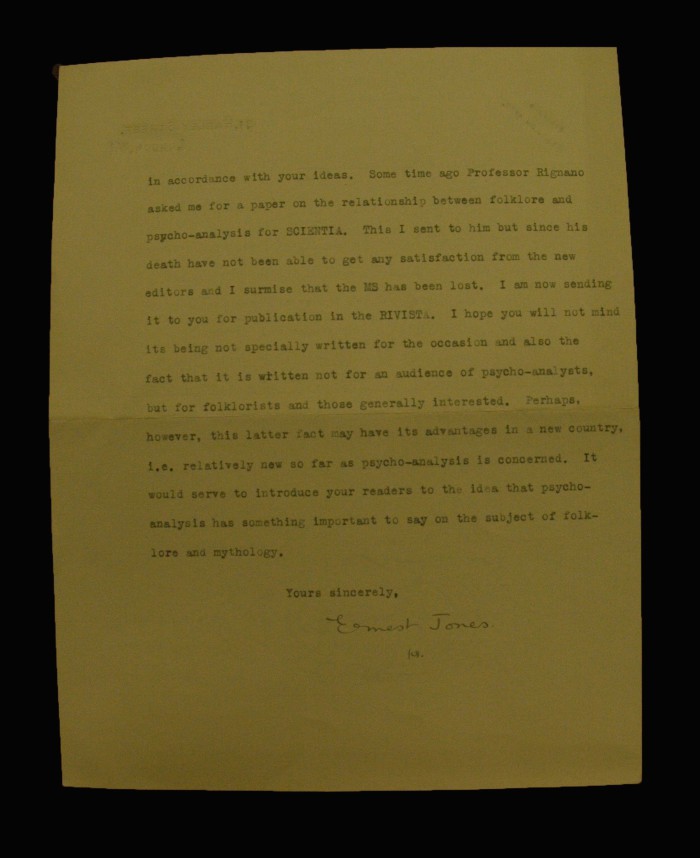 in accordance with your ideas. Some time ago Professor Rignano
asked me for a paper on the relationship between folklore and
psycho-analysis for SCIENTIA. This I sent to him but since his
death have not been able to get any satisfaction from the new
editors and I surmise that the MS has been lost. I am now sending
it to you for publication in the RIVISTA. I hope you will not mind
its being not specially written for the occasion and also the
fact that it is written not for an audience of psycho-analysts,
but for folklorists and those generally interested. Perhaps,
however, this latter fact may have its advantages in a new country,
i.e. relatively new so far as psycho-analysis is concerned. It
would serve to introduce your readers to the idea that psycho-
analysis has something important to say on the subject of folk-
lore and mythology.
Yours sincerely,
Ernest Jones